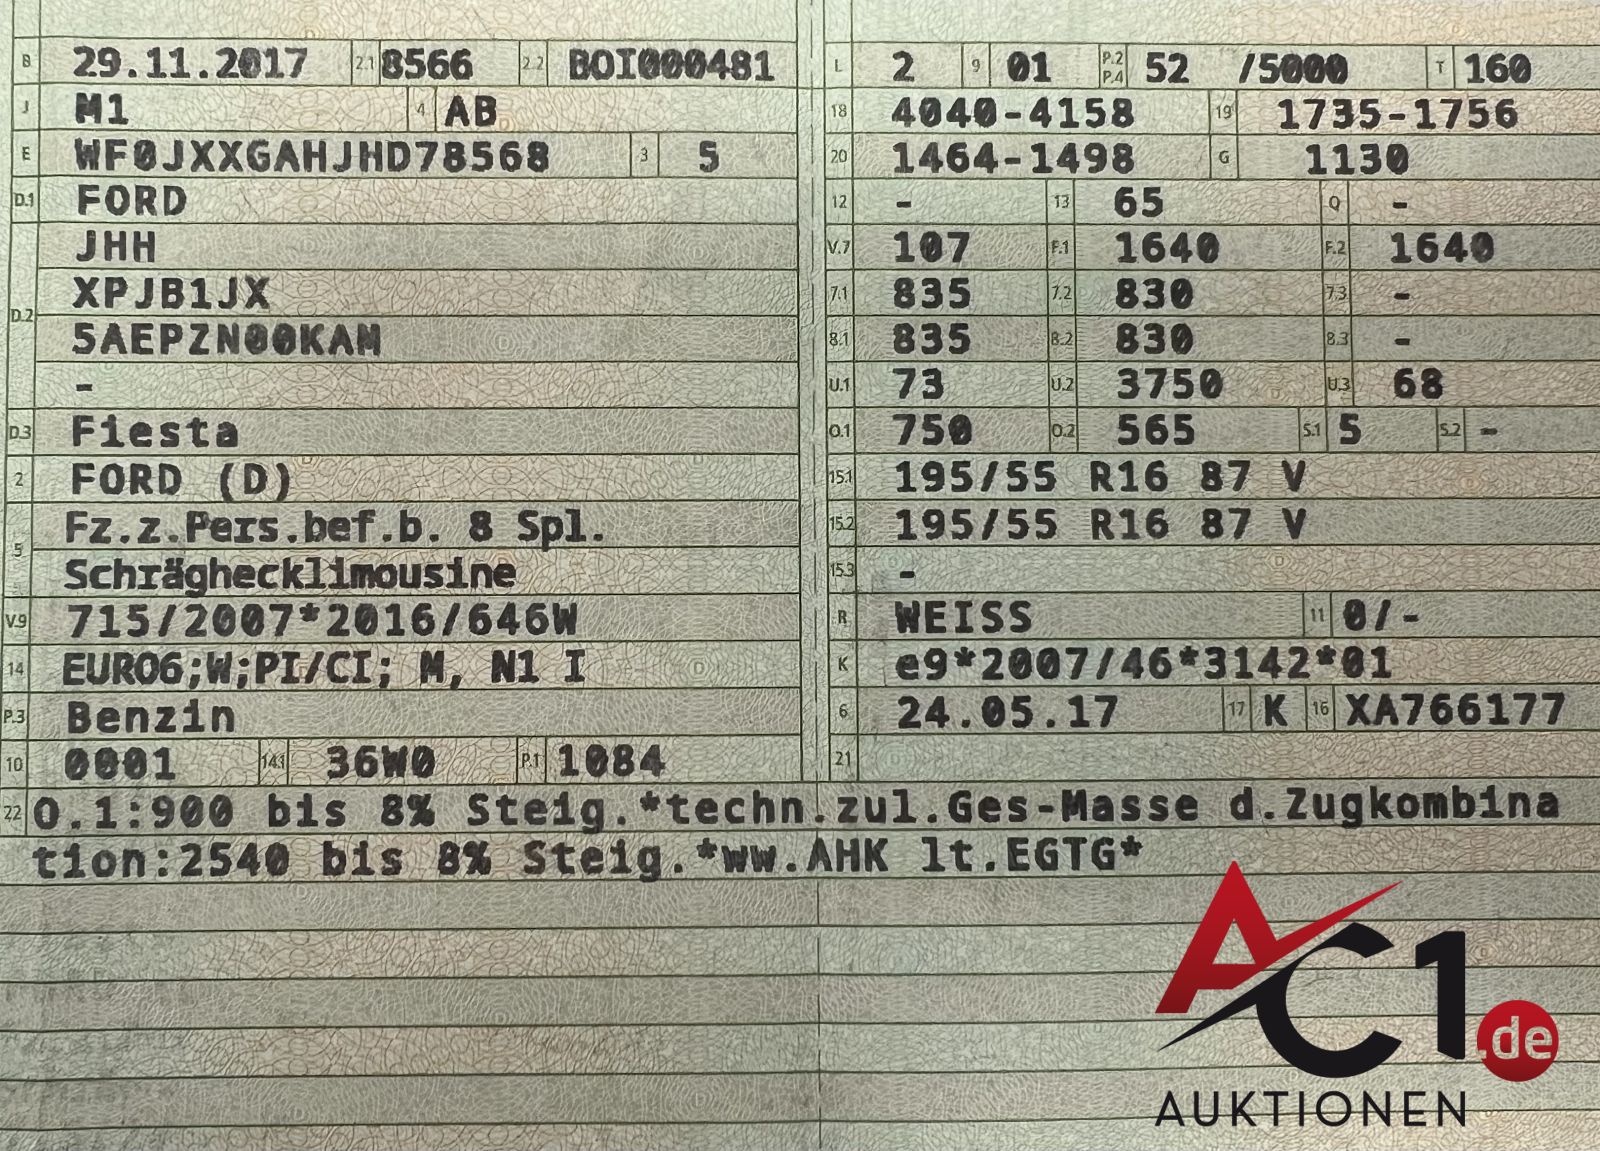 B 29.11.2017 2.1 8566 2.2 BOI000481
J M1 4 AB
E WF0JXXGAHJHD78568 3 5
D.1 FORD
JHH
XPJB1JX
D.2
5AEPZN00KAM
-
D.3 Fiesta
2 FORD (D)
Fz.z.Pers.bef.b. 8 Spl.
5
Schräghecklimousine
V.9 715/2007*2016/646W
14 EURO6;W;PI/CI; M, N1 I
P.3 Benzin
10 0001 14.1 36W0 P.1 1084
L 2 9 01 P.2 P.4 52 /5000 T 160
18 4040-4158 19 1735-1756
20 1464-1498 G 1130
12 - 13 65 Q -
V.7 107 F.1 1640 F.2 1640
7.1 835 7.2 830 7.3 -
8.1 835 8.2 830 8.3 -
U.1 73 U.2 3750 U.3 68
O.1 750 O.2 565 S.1 5 S.2 -
15.1 195/55 R16 87 V
15.2 195/55 R16 87 V
15.3 -
R WEISS 11 0/-
K e9*2007/46*3142*01
6 24.05.17 17 K 16 XA766177
21
22 O.1:900 bis 8% Steig.*techn.zul.Ges-Masse d.Zugkombina
tion:2540 bis 8% Steig.*ww.AHK lt.EGTG*
AC1.de
AUKTIONEN